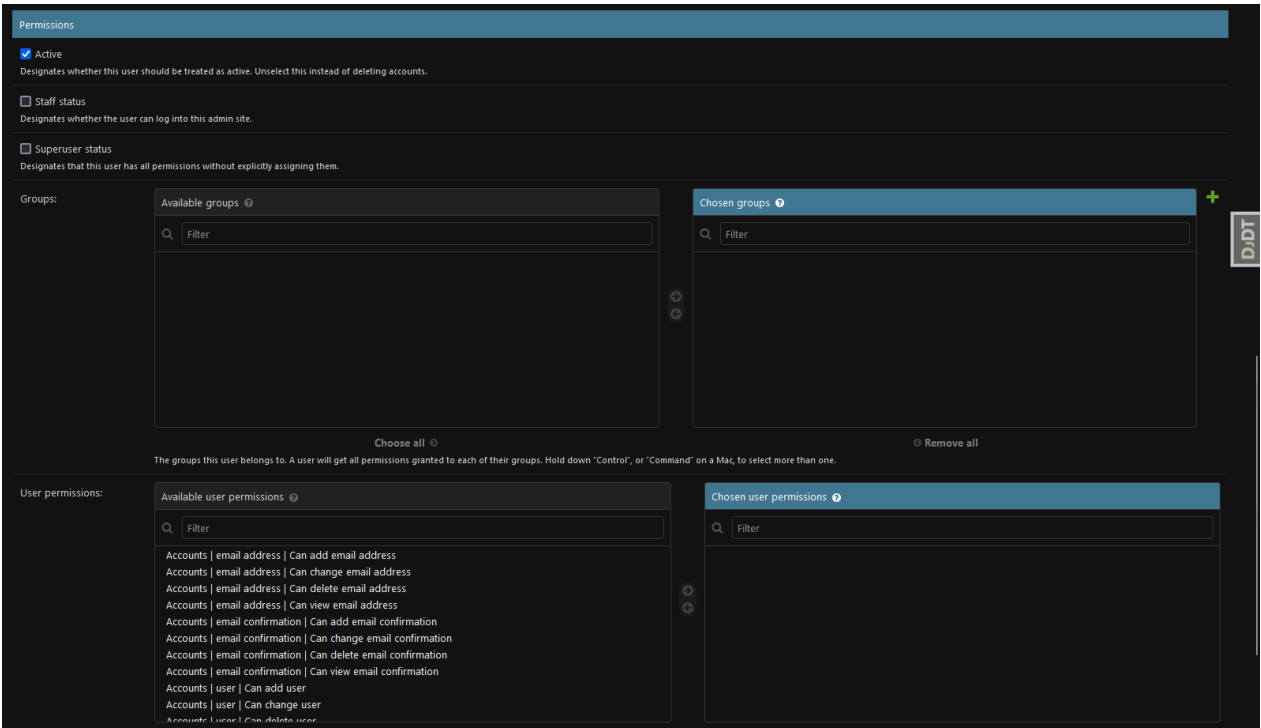 Permissions
Active
Designates whether this user should be treated as active. Unselect this instead of deleting accounts.
Staff status
Designates whether the user can log into this admin site.
Superuser status
Designates that this user has all permissions without explicitly assigning them.
Groups:
Available groups
Filter
Chosen groups
Filter
DJDT
Choose all
Remove all
The groups this user belongs to. A user will get all permissions granted to each of their groups. Hold down “Control”, or “Command” on a Mac, to select more than one.
User permissions:
Available user permissions
Filter
Accounts | email address | Can add email address
Accounts | email address | Can change email address
Accounts | email address | Can delete email address
Accounts | email address | Can view email address
Accounts | email confirmation | Can add email confirmation
Accounts | email confirmation | Can change email confirmation
Accounts | email confirmation | Can delete email confirmation
Accounts | email confirmation | Can view email confirmation
Accounts | user | Can add user
Accounts | user | Can change user
Accounts | user | Can delete user
Chosen user permissions
Filter